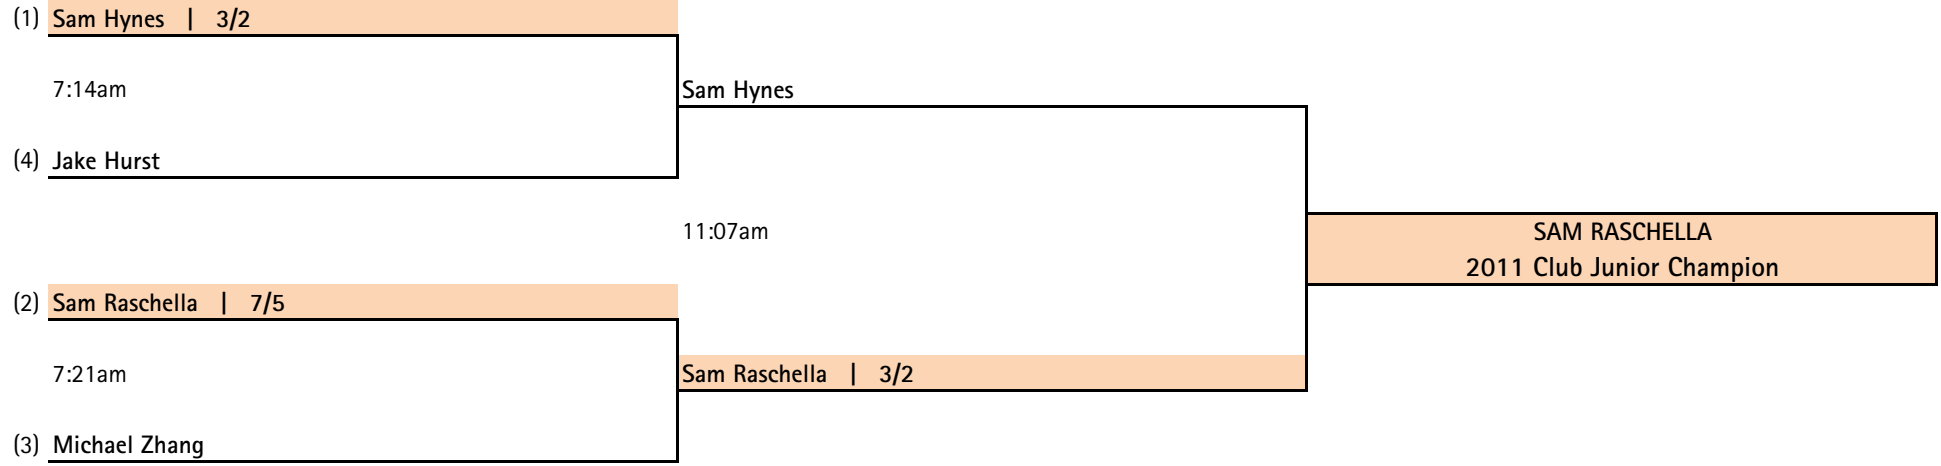 (1) Sam Hynes | 3/2
7:14am
Sam Hynes
(4) Jake Hurst
11:07am
SAM RASCHELLA
2011 Club Junior Champion
(2) Sam Raschella | 7/5
7:21am
Sam Raschella | 3/2
(3) Michael Zhang